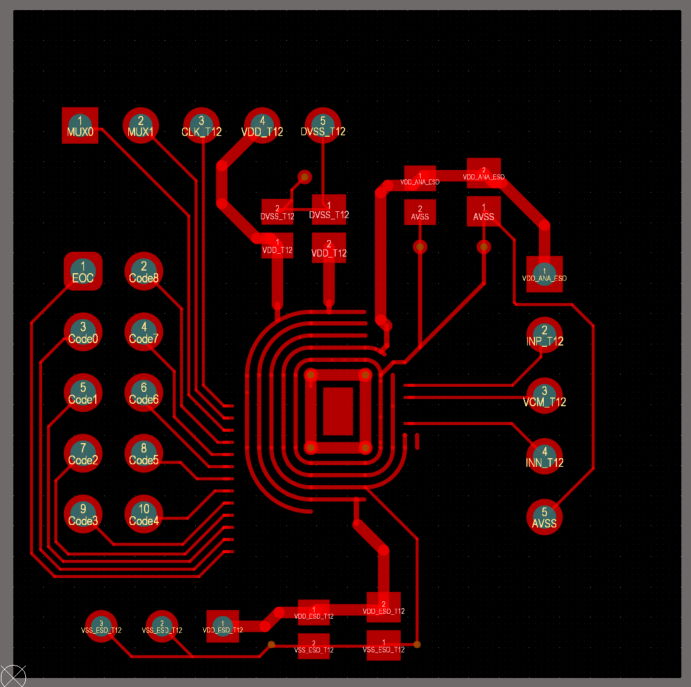 1
MUX0
2
MUX1
3
CLK_T12
4
VDD_T12
5
DVSS_T12
1
VDD_ANA_ESD
2
VDD_ANA_ESD
2
DVSS_T12
1
DVSS_T12
2
AVSS
1
AVSS
1
VDD_T12
2
VDD_T12
1
EOC
2
Code8
1
VDD_ANA_ESD
3
Code0
4
Code7
2
INP_T12
5
Code1
6
Code6
3
VCM_T12
7
Code2
8
Code5
4
INN_T12
9
Code3
10
Code4
5
AVSS
3
VSS_ESD_T12
2
VSS_ESD_T12
1
VDD_ESD_T12
1
VDD_ESD_T12
2
VDD_ESD_T12
2
VSS_ESD_T12
1
VSS_ESD_T12